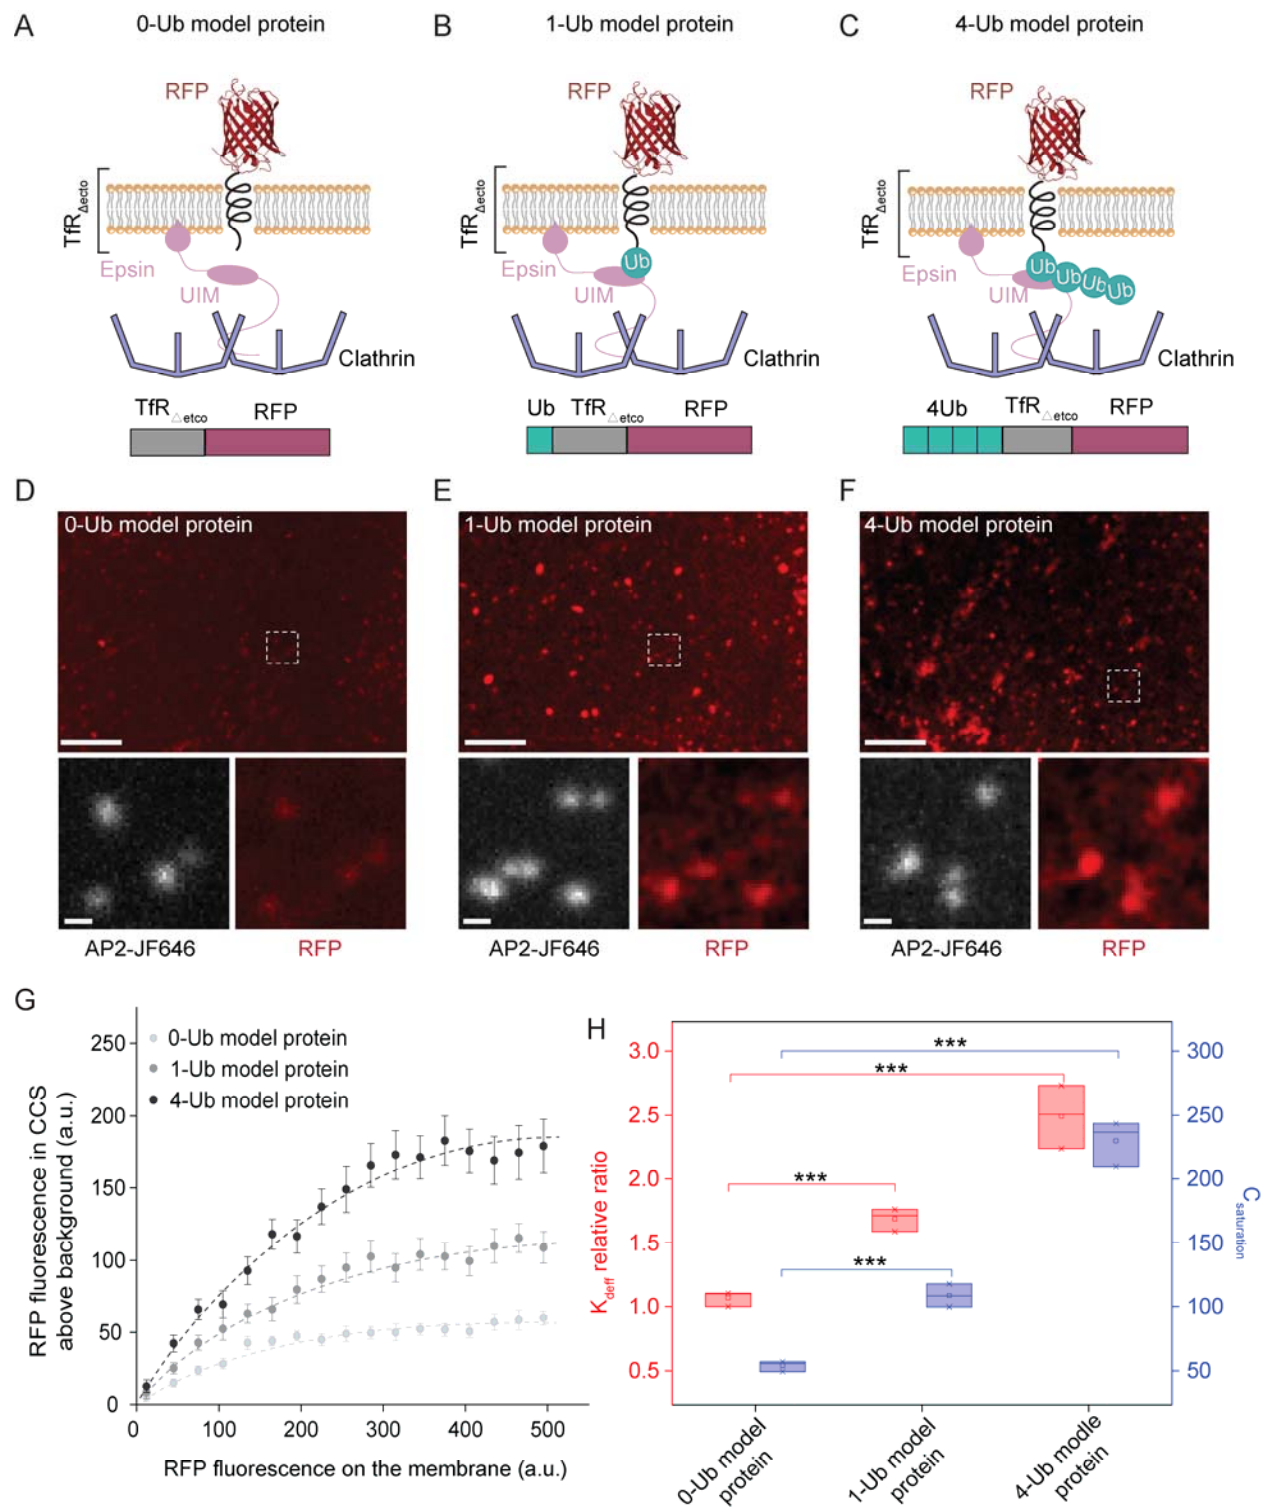 A
0-Ub model protein
B
1-Ub model protein
C
4-Ub model protein
RFP
RFP
RFP
TfRΔecto
TfRΔecto
TfRΔecto
Epsin
UIM
Epsin
UIM
Epsin
UIM
Ub
Ub
Ub
Ub
Ub
Clathrin
Clathrin
Clathrin
TfR△etco
RFP
Ub
TfR△etco
RFP
4Ub
TfR△etco
RFP
D
0-Ub model protein
E
1-Ub model protein
F
4-Ub model protein
AP2-JF646
RFP
AP2-JF646
RFP
AP2-JF646
RFP
G
0-Ub model protein
1-Ub model protein
4-Ub model protein
RFP fluorescence in CCS
above background (a.u.)
250
200
150
100
50
0
0
100
200
300
400
500
RFP fluorescence on the membrane (a.u.)
H
Kdeff relative ratio
3.0
2.5
2.0
1.5
1.0
0.5
***
***
***
***
300
250
200
150
100
50
Csaturation
0-Ub model
protein
1-Ub model
protein
4-Ub modle
protein